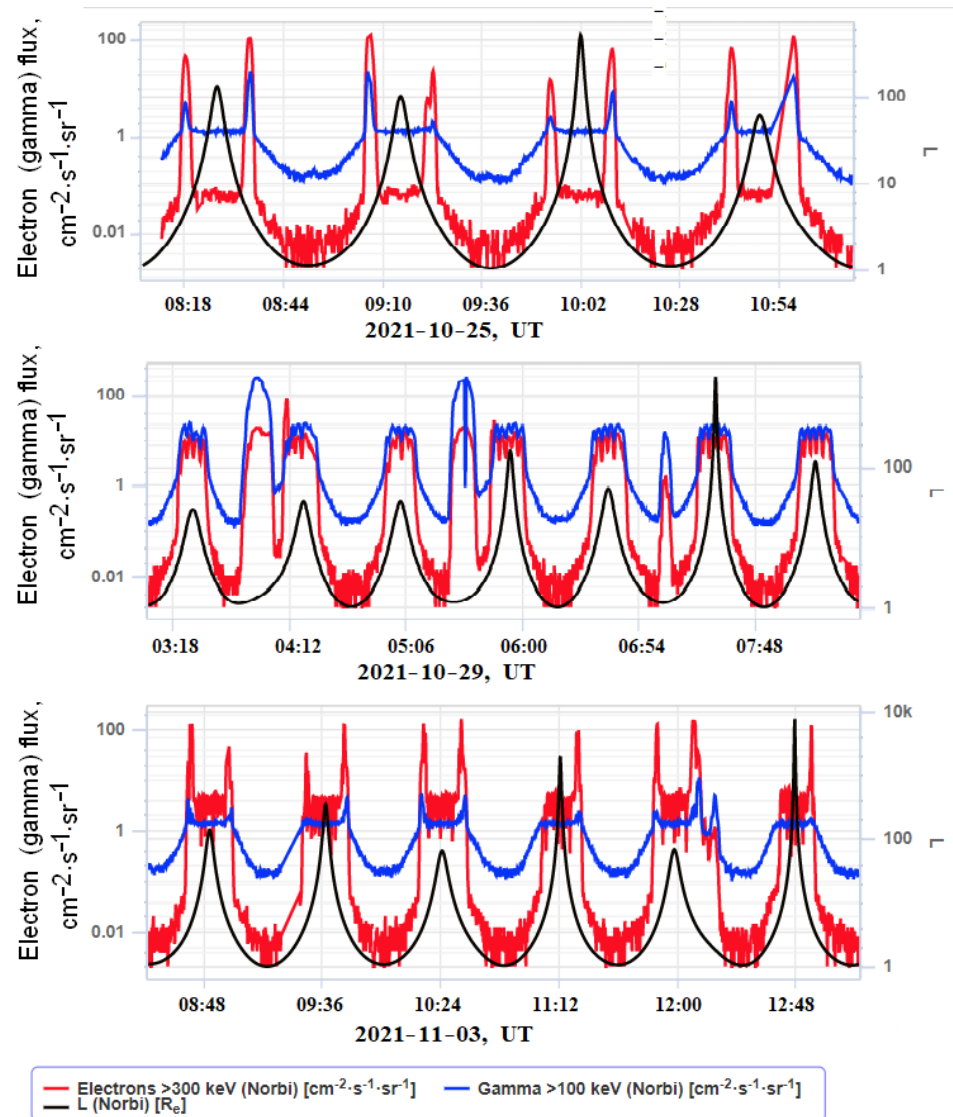 Electron (gamma) flux,
cm⁻²·s⁻¹·sr⁻¹
100
1
0.01
100
10
1
L
08:18 08:44 09:10 09:36 10:02 10:28 10:54
2021-10-25, UT
Electron (gamma) flux,
cm⁻²·s⁻¹·sr⁻¹
100
1
0.01
100
1
L
03:18 04:12 05:06 06:00 06:54 07:48
2021-10-29, UT
Electron (gamma) flux,
cm⁻²·s⁻¹·sr⁻¹
100
1
0.01
10k
100
1
L
08:48 09:36 10:24 11:12 12:00 12:48
2021-11-03, UT
Electrons >300 keV (Norbi) [cm⁻²·s⁻¹·sr⁻¹] Gamma >100 keV (Norbi) [cm⁻²·s⁻¹·sr⁻¹]
L (Norbi) [Rₑ]